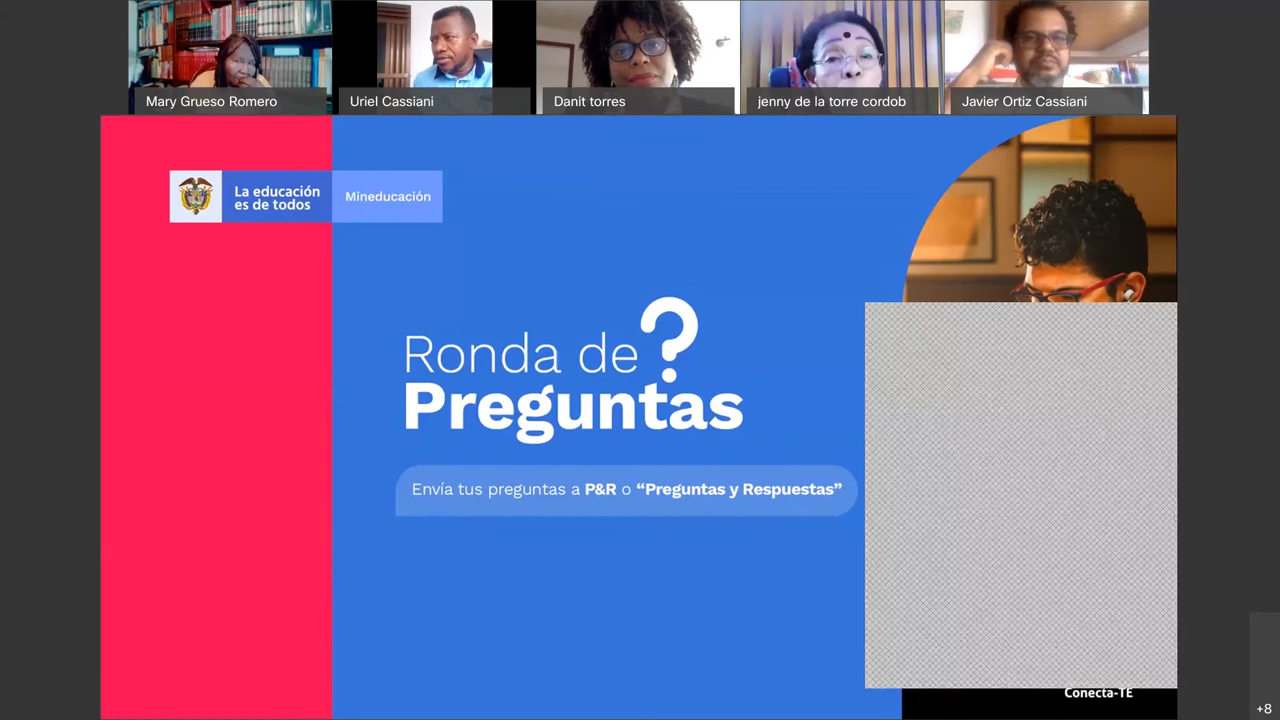 Mary Grueso Romero
Uriel Cassiani
Danit torres
jenny de la torre cordob
Javier Ortiz Cassiani
La educación
es de todos
Mineducación
Ronda de ?
Preguntas
Envía tus preguntas a P&R o “Preguntas y Respuestas”
Conecta-TE
+8